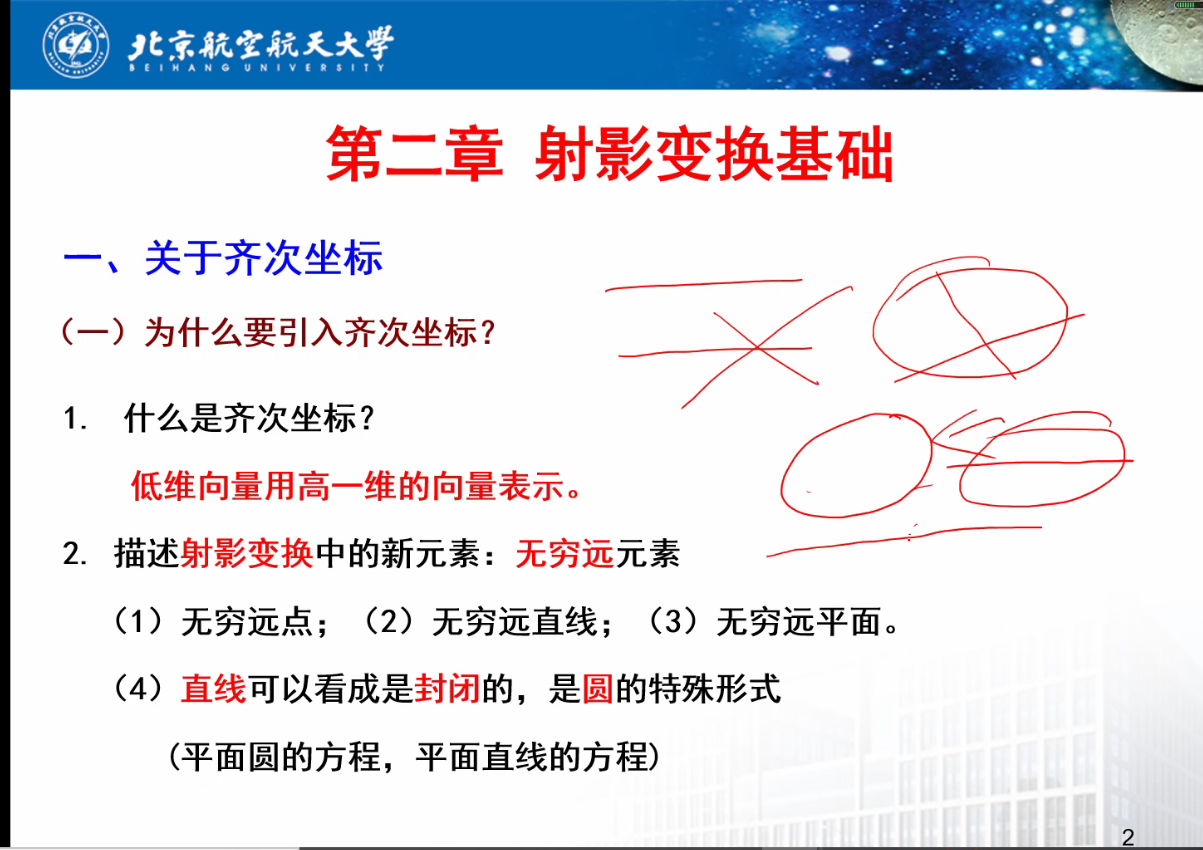 北京航空航天大学
BEIHANG UNIVERSITY
第二章 射影变换基础
一、关于齐次坐标
（一）为什么要引入齐次坐标？
1. 什么是齐次坐标？
低维向量用高一维的向量表示。
2. 描述射影变换中的新元素：无穷远元素
（1）无穷远点；（2）无穷远直线；（3）无穷远平面。
（4）直线可以看成是封闭的，是圆的特殊形式
(平面圆的方程，平面直线的方程)
2